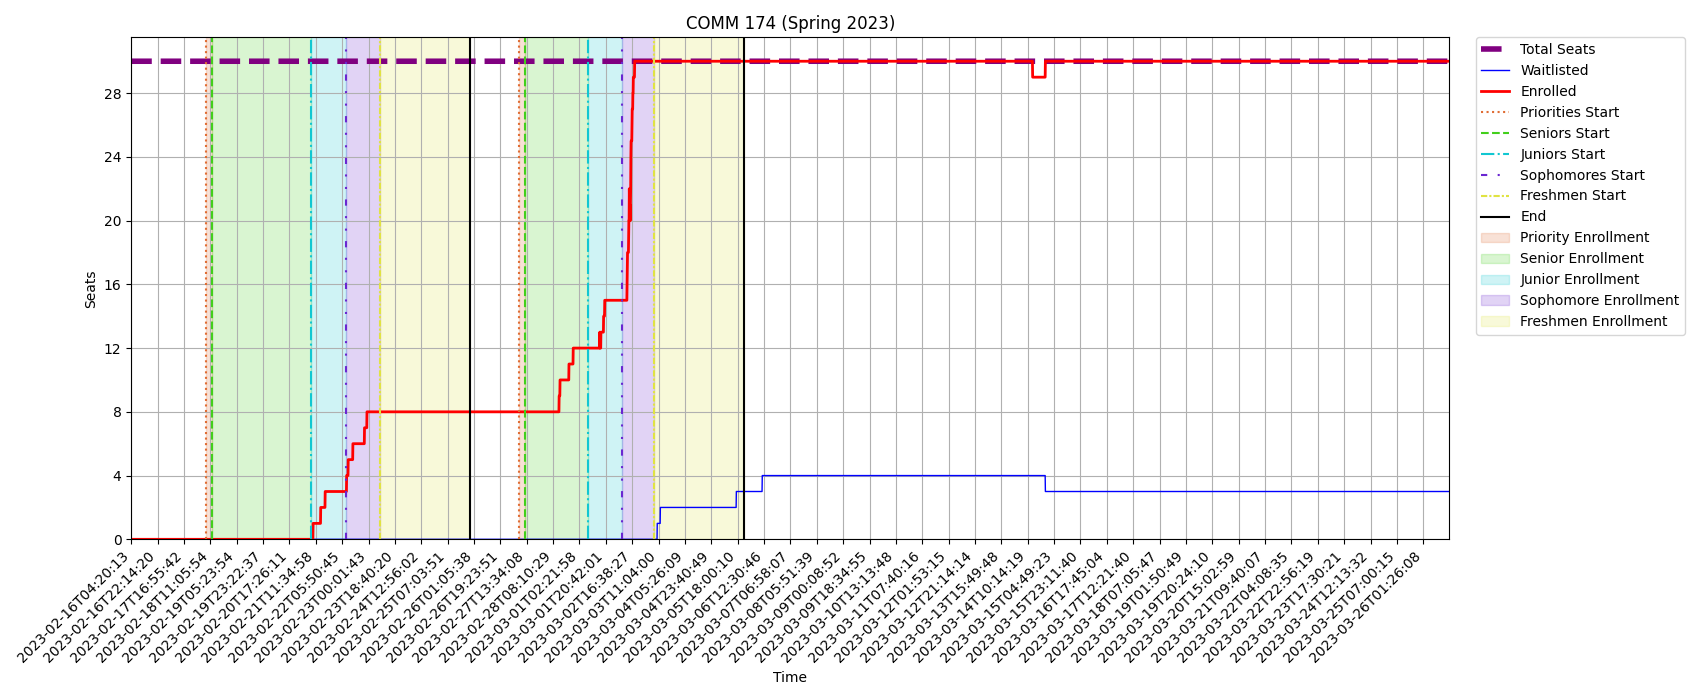 COMM 174 (Spring 2023)
Seats
0
4
8
12
16
20
24
28
2023-02-16T04:20:13
2023-02-16T22:14:20
2023-02-17T16:55:42
2023-02-18T11:05:54
2023-02-19T05:23:54
2023-02-19T23:22:37
2023-02-20T17:26:11
2023-02-21T11:34:58
2023-02-22T05:50:45
2023-02-23T00:01:43
2023-02-23T18:40:20
2023-02-24T12:56:02
2023-02-25T07:03:51
2023-02-26T01:05:38
2023-02-26T19:23:51
2023-02-27T13:34:08
2023-02-28T08:10:29
2023-03-01T02:21:58
2023-03-01T20:42:01
2023-03-02T16:38:27
2023-03-03T11:04:00
2023-03-04T05:26:09
2023-03-04T23:40:49
2023-03-05T18:00:10
2023-03-06T12:30:46
2023-03-07T06:58:07
2023-03-08T05:51:39
2023-03-09T00:08:52
2023-03-09T18:34:55
2023-03-10T13:13:48
2023-03-11T07:40:16
2023-03-12T01:53:15
2023-03-12T21:14:14
2023-03-13T15:49:48
2023-03-14T10:14:19
2023-03-15T04:49:23
2023-03-15T23:11:40
2023-03-16T17:45:04
2023-03-17T12:21:40
2023-03-18T07:05:47
2023-03-19T01:50:49
2023-03-19T20:24:10
2023-03-20T15:02:59
2023-03-21T09:40:07
2023-03-22T04:08:35
2023-03-22T22:56:19
2023-03-23T17:30:21
2023-03-24T12:13:32
2023-03-25T07:00:15
2023-03-26T01:26:08
Time
Total Seats
Waitlisted
Enrolled
Priorities Start
Seniors Start
Juniors Start
Sophomores Start
Freshmen Start
End
Priority Enrollment
Senior Enrollment
Junior Enrollment
Sophomore Enrollment
Freshmen Enrollment